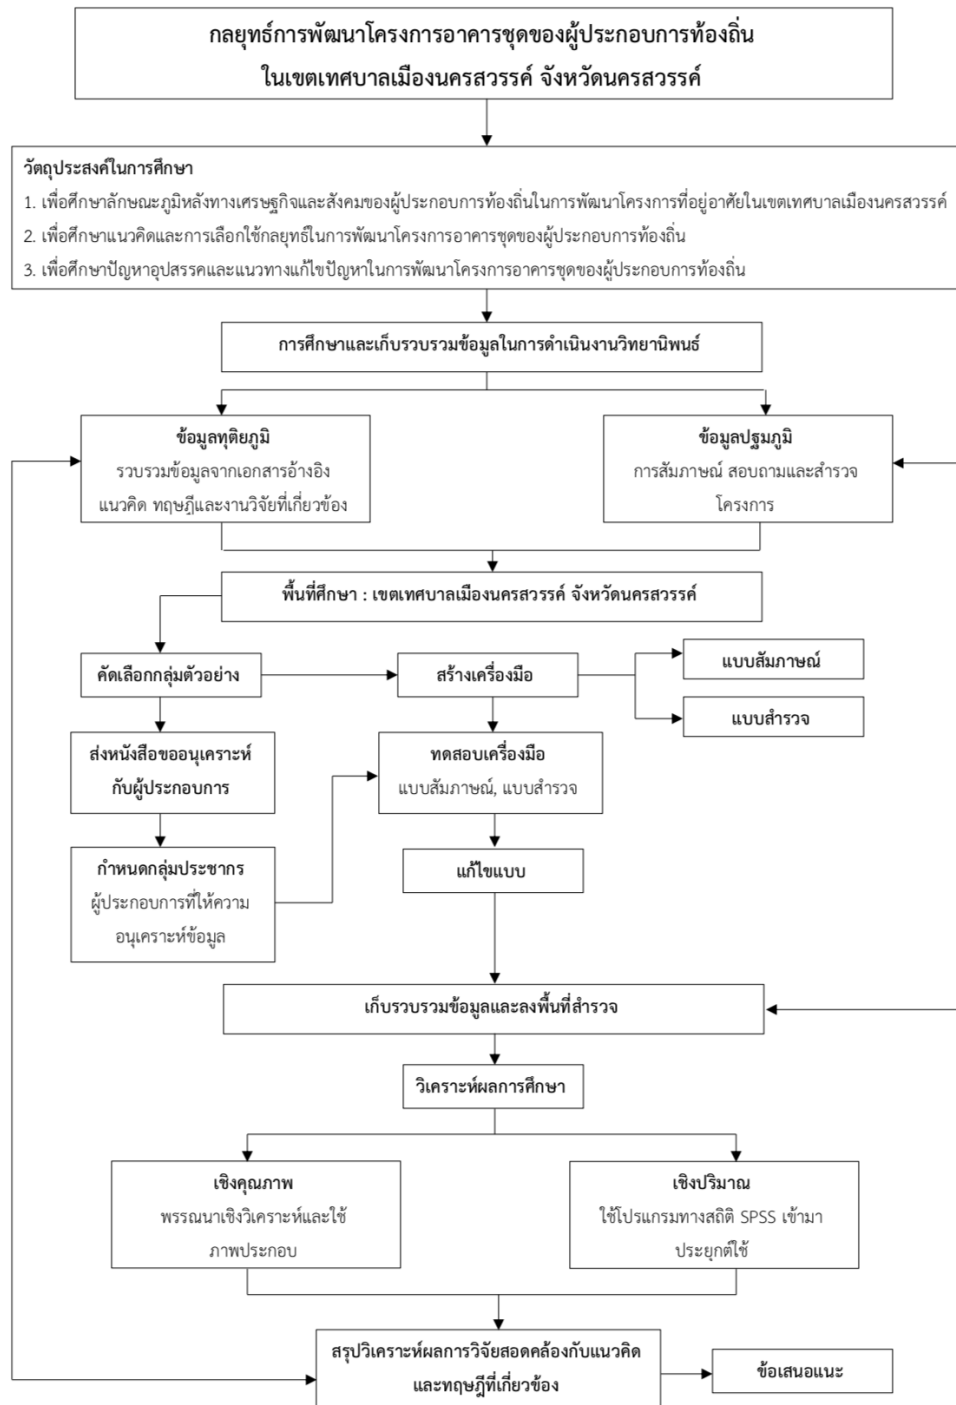 กลยุทธ์การพัฒนาโครงการอาคารชุดของผู้ประกอบการท้องถิ่น
ในเขตเทศบาลเมืองนครสวรรค์ จังหวัดนครสวรรค์
วัตถุประสงค์ในการศึกษา
1. เพื่อศึกษาลักษณะภูมิหลังทางเศรษฐกิจและสังคมของผู้ประกอบการท้องถิ่นในการพัฒนาโครงการที่อยู่อาศัยในเขตเทศบาลเมืองนครสวรรค์
2. เพื่อศึกษาแนวคิดและการเลือกใช้กลยุทธ์ในการพัฒนาโครงการอาคารชุดของผู้ประกอบการท้องถิ่น
3. เพื่อศึกษาปัญหาอุปสรรคและแนวทางแก้ไขปัญหาในการพัฒนาโครงการอาคารชุดของผู้ประกอบการท้องถิ่น
การศึกษาและเก็บรวบรวมข้อมูลในการดำเนินงานวิทยานิพนธ์
ข้อมูลทุติยภูมิ
รวบรวมข้อมูลจากเอกสารอ้างอิง
แนวคิด ทฤษฎีและงานวิจัยที่เกี่ยวข้อง
ข้อมูลปฐมภูมิ
การสัมภาษณ์ สอบถามและสำรวจ
โครงการ
พื้นที่ศึกษา : เขตเทศบาลเมืองนครสวรรค์ จังหวัดนครสวรรค์
คัดเลือกกลุ่มตัวอย่าง
สร้างเครื่องมือ
แบบสัมภาษณ์
แบบสำรวจ
ส่งหนังสือขออนุเคราะห์
กับผู้ประกอบการ
ทดสอบเครื่องมือ
แบบสัมภาษณ์, แบบสำรวจ
กำหนดกลุ่มประชากร
ผู้ประกอบการที่ให้ความ
อนุเคราะห์ข้อมูล
แก้ไขแบบ
เก็บรวบรวมข้อมูลและลงพื้นที่สำรวจ
วิเคราะห์ผลการศึกษา
เชิงคุณภาพ
พรรณนาเชิงวิเคราะห์และใช้
ภาพประกอบ
เชิงปริมาณ
ใช้โปรแกรมทางสถิติ SPSS เข้ามา
ประยุกต์ใช้
สรุปวิเคราะห์ผลการวิจัยสอดคล้องกับแนวคิด
และทฤษฎีที่เกี่ยวข้อง
ข้อเสนอแนะ